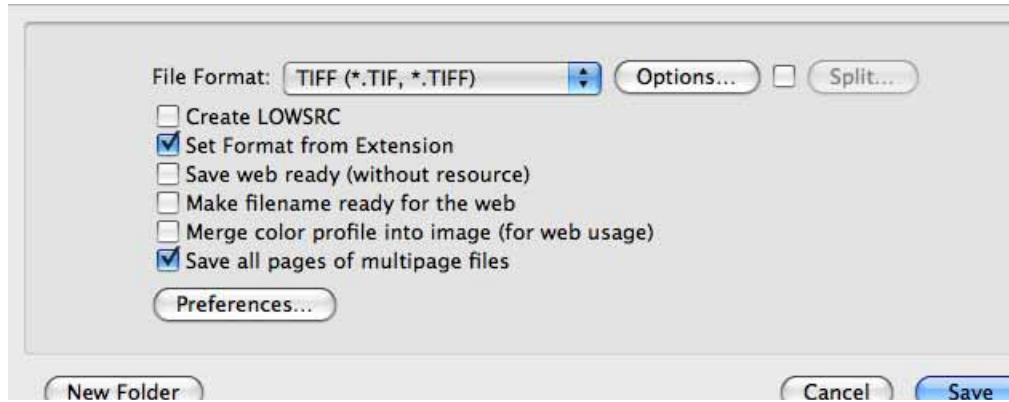 File Format: TIFF (*.TIF, *.TIFF) Options... Split...
Create LOWSRC
Set Format from Extension
Save web ready (without resource)
Make filename ready for the web
Merge color profile into image (for web usage)
Save all pages of multipage files
Preferences...
New Folder Cancel Save